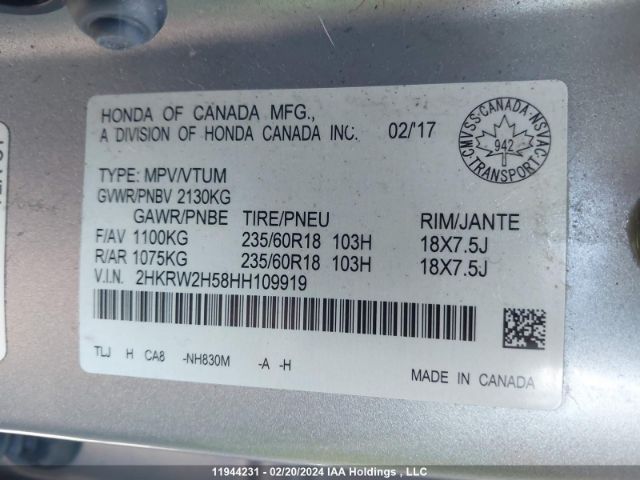 HONDA OF CANADA MFG.,
A DIVISION OF HONDA CANADA INC. 02/'17
CMVSS·CANADA·NSVAC
942
TRANSPORT
TYPE: MPV/VTUM
GVWR/PNBV 2130KG
GAWR/PNBE TIRE/PNEU RIM/JANTE
F/AV 1100KG 235/60R18 103H 18X7.5J
R/AR 1075KG 235/60R18 103H 18X7.5J
V.I.N. 2HKRW2H58HH109919
TLJ H CA8 -NH830M -A -H
MADE IN CANADA
11944231 - 02/20/2024 IAA Holdings , LLC